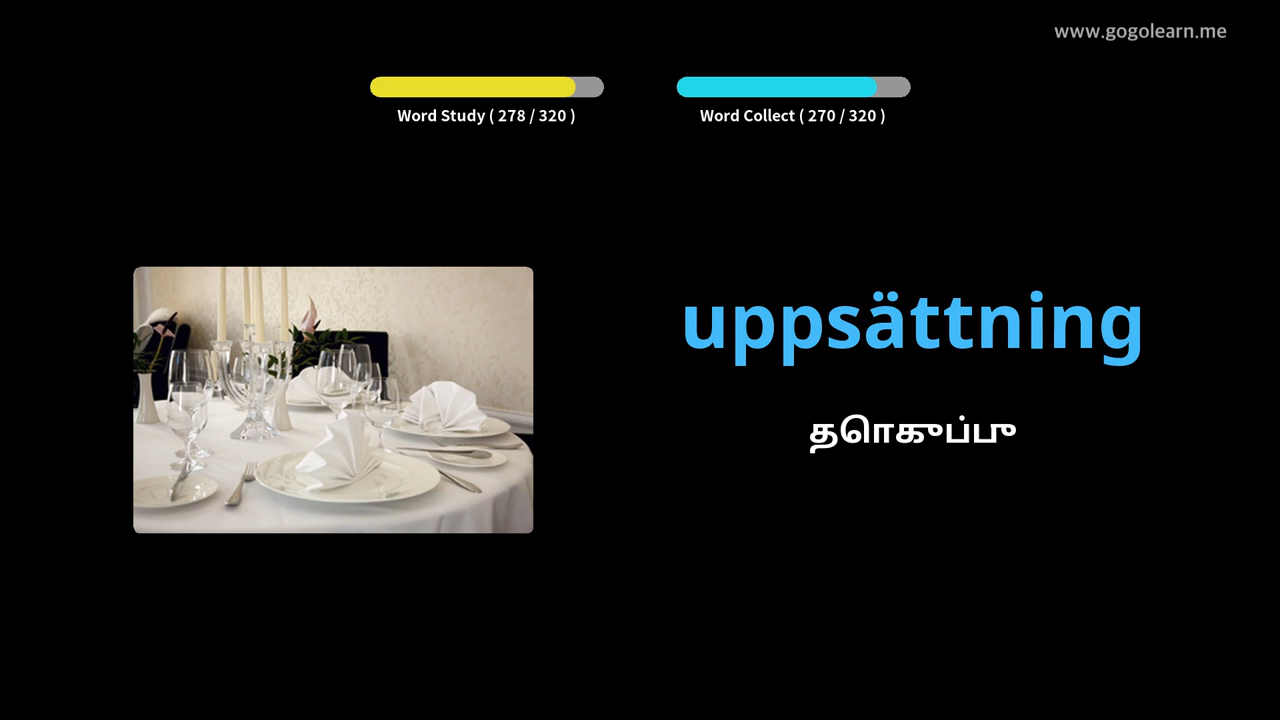 www.gogolearn.me
Word Study ( 278 / 320 )
Word Collect ( 270 / 320 )
uppsättning
தொகுப்பு